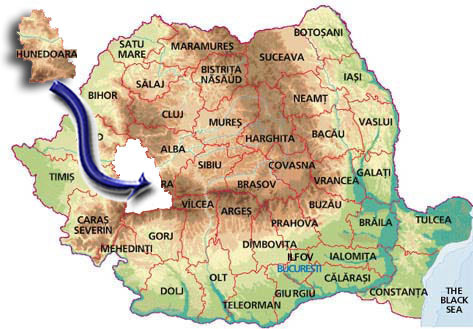 HUNEDOARA
BOTOȘANI
SATU
MARE
MARAMUREȘ
SUCEAVA
BISTRIȚA
NĂSĂUD
IAȘI
SĂLAJ
BIHOR
NEAMȚ
CLUJ
MUREȘ
VASLUI
BACĂU
D
HARGHITA
ALBA
SIBIU
COVASNA
GALAȚI
TIMIȘ
RA
BRASOV
VRANCEA
VÎLCEA
ARGEȘ
BUZĂU
CARAȘ
SEVERIN
PRAHOVA
BRĂILA
TULCEA
GORJ
MEHEDINȚI
DÎMBOVIȚA
ILFOV
IALOMIȚA
BUCUREȘTI
OLT
CĂLĂRAȘI
DOLJ
GIURGIU
CONSTANȚA
TELEORMAN
THE
BLACK
SEA